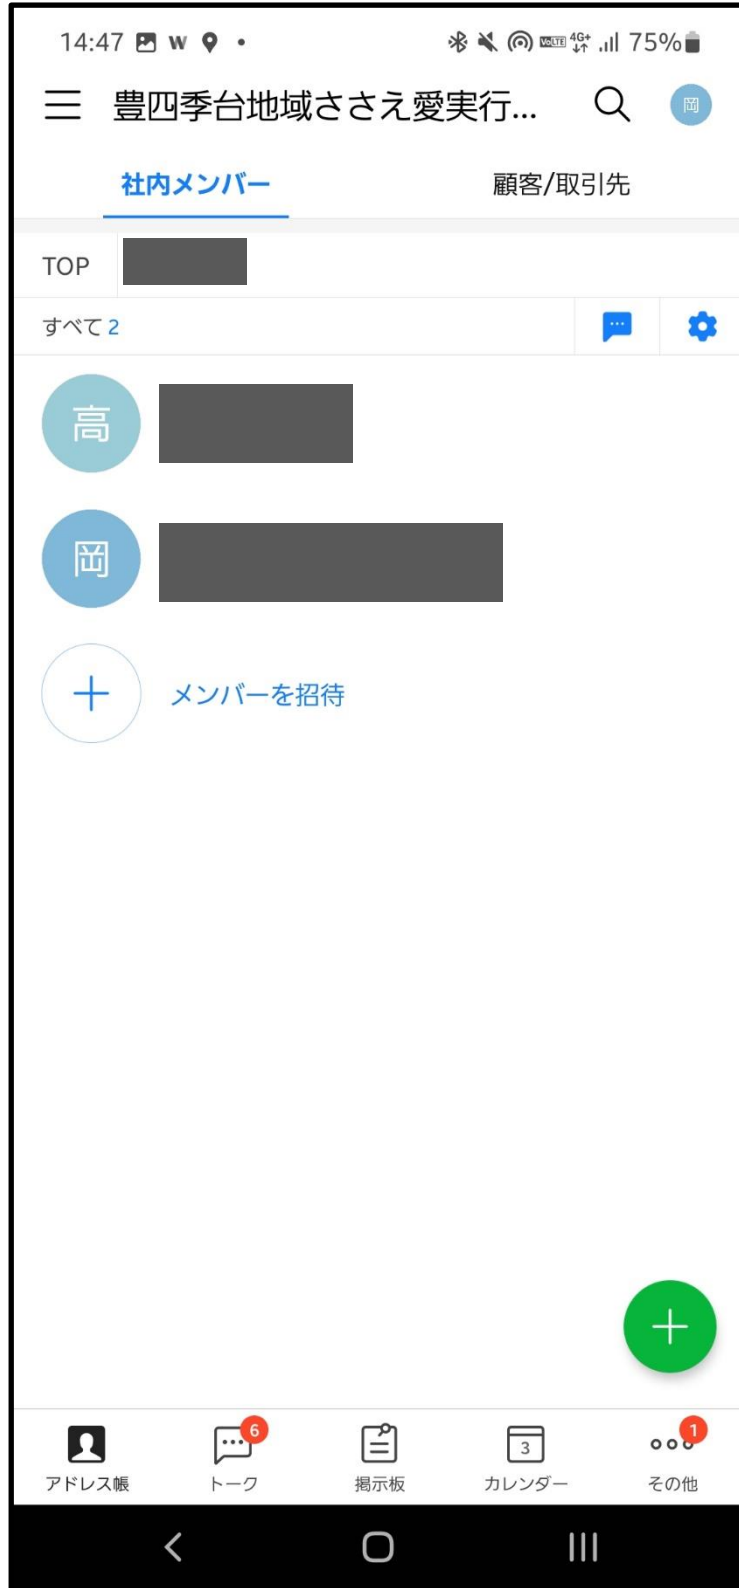 14:47 W
VoLTE 4G+ 75%
豊四季台地域ささえ愛実行...
岡
社内メンバー
顧客/取引先
TOP
すべて 2
高
岡
メンバーを招待
6
3
1
アドレス帳
トーク
掲示板
カレンダー
その他